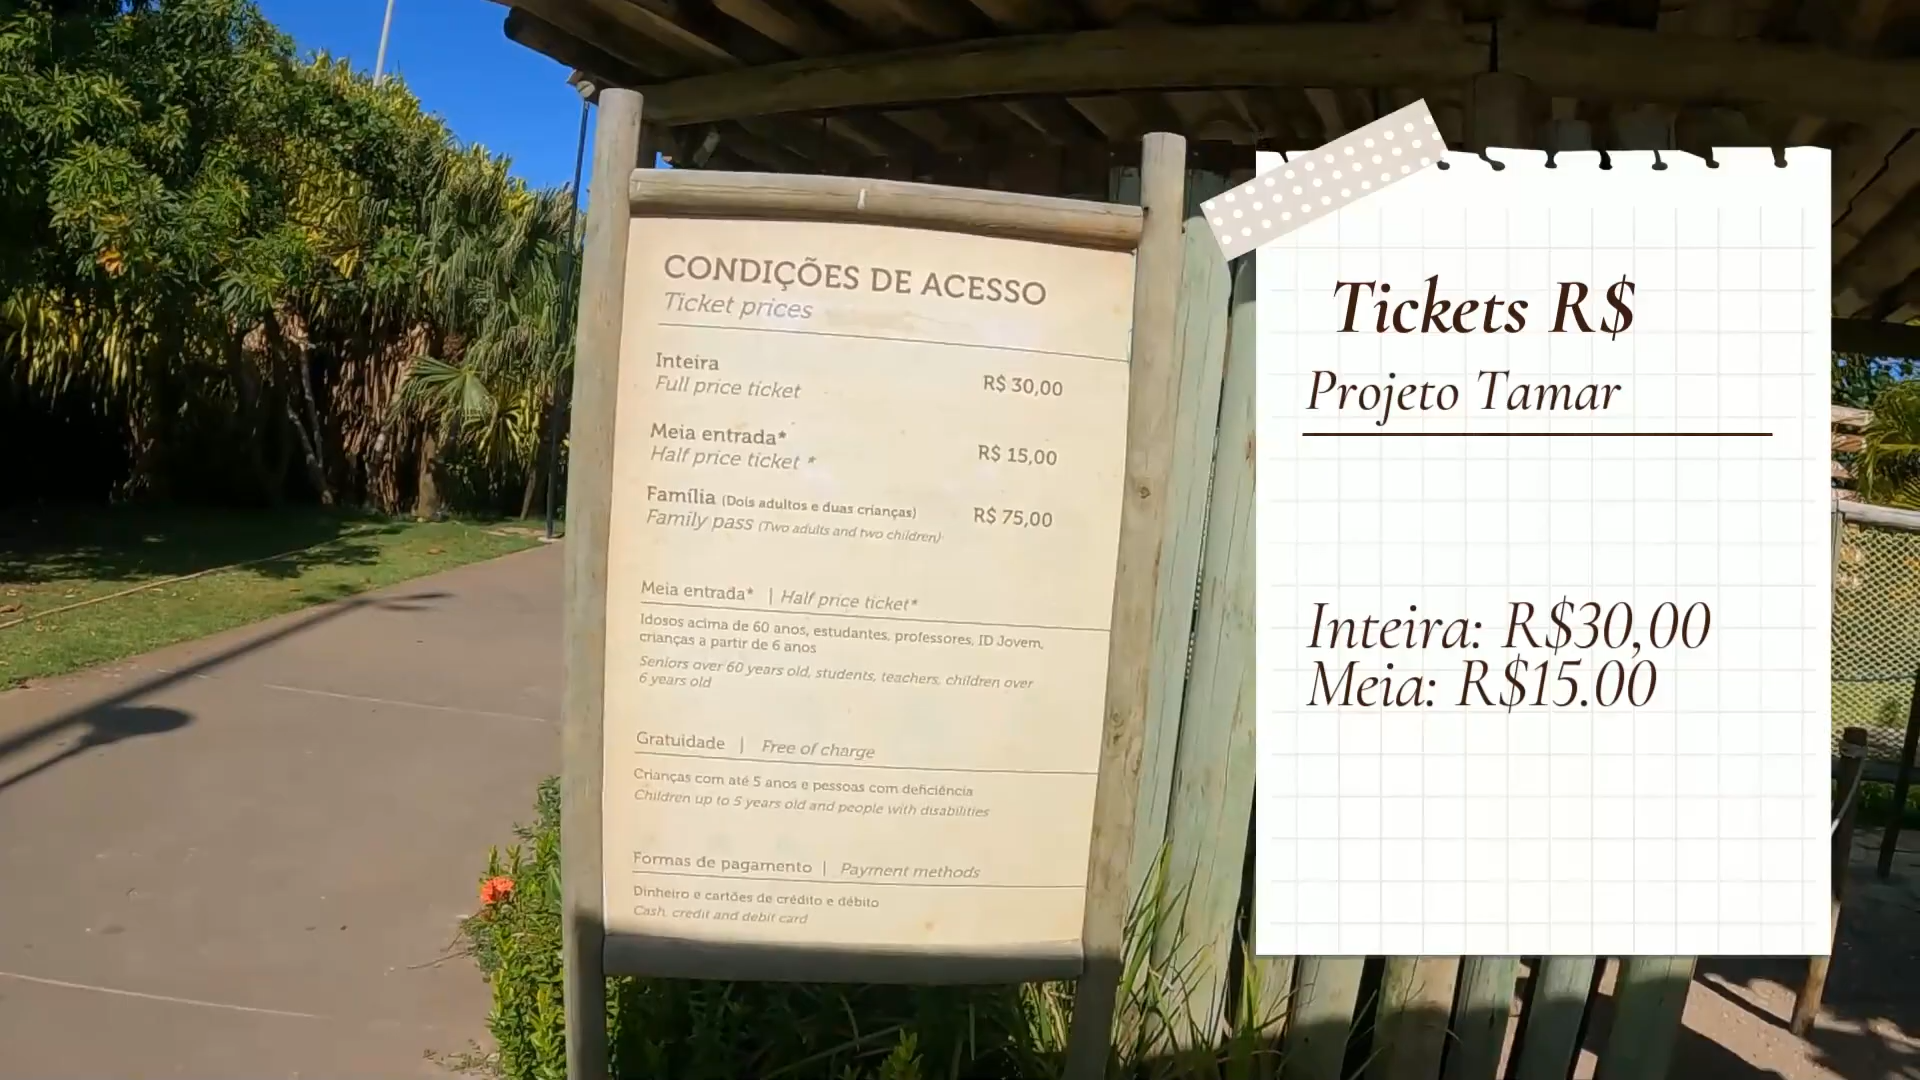 CONDIÇÕES DE ACESSO
Ticket prices
Inteira
Full price ticket
R$ 30,00
Meia entrada*
Half price ticket *
R$ 15,00
Família (Dois adultos e duas crianças)
Family pass (Two adults and two children)
R$ 75,00
Meia entrada* | Half price ticket*
Idosos acima de 60 anos, estudantes, professores, ID Jovem,
crianças a partir de 6 anos
Seniors over 60 years old, students, teachers, children over
6 years old
Gratuidade | Free of charge
Crianças com até 5 anos e pessoas com deficiência
Children up to 5 years old and people with disabilities
Formas de pagamento | Payment methods
Dinheiro e cartões de crédito e débito
Cash, credit and debit card
Tickets R$
Projeto Tamar
Inteira: R$30,00
Meia: R$15.00